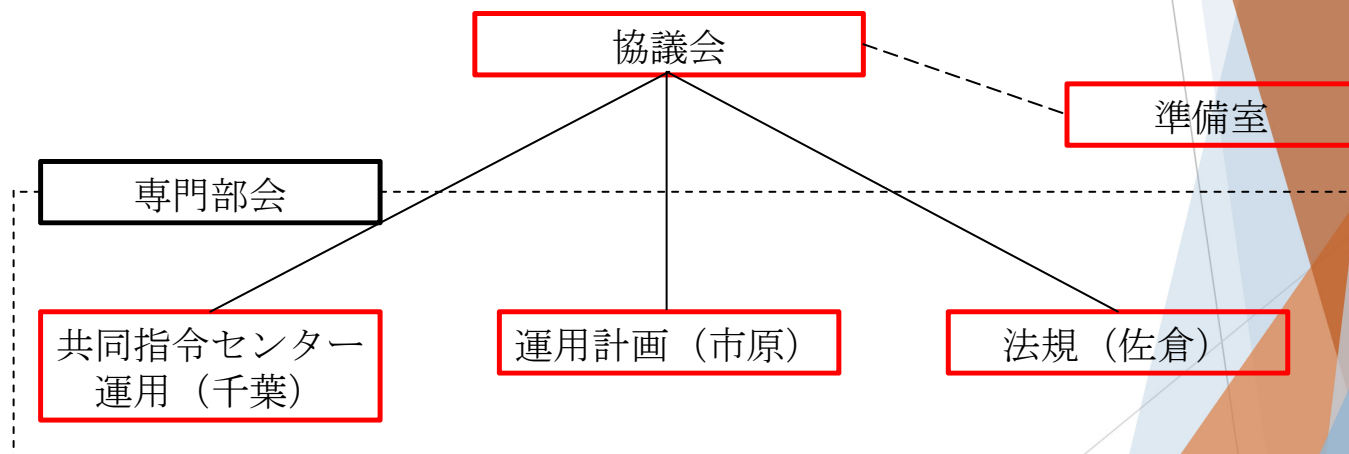 協議会
準備室
専門部会
共同指令センター
運用（千葉）
運用計画（市原）
法規（佐倉）